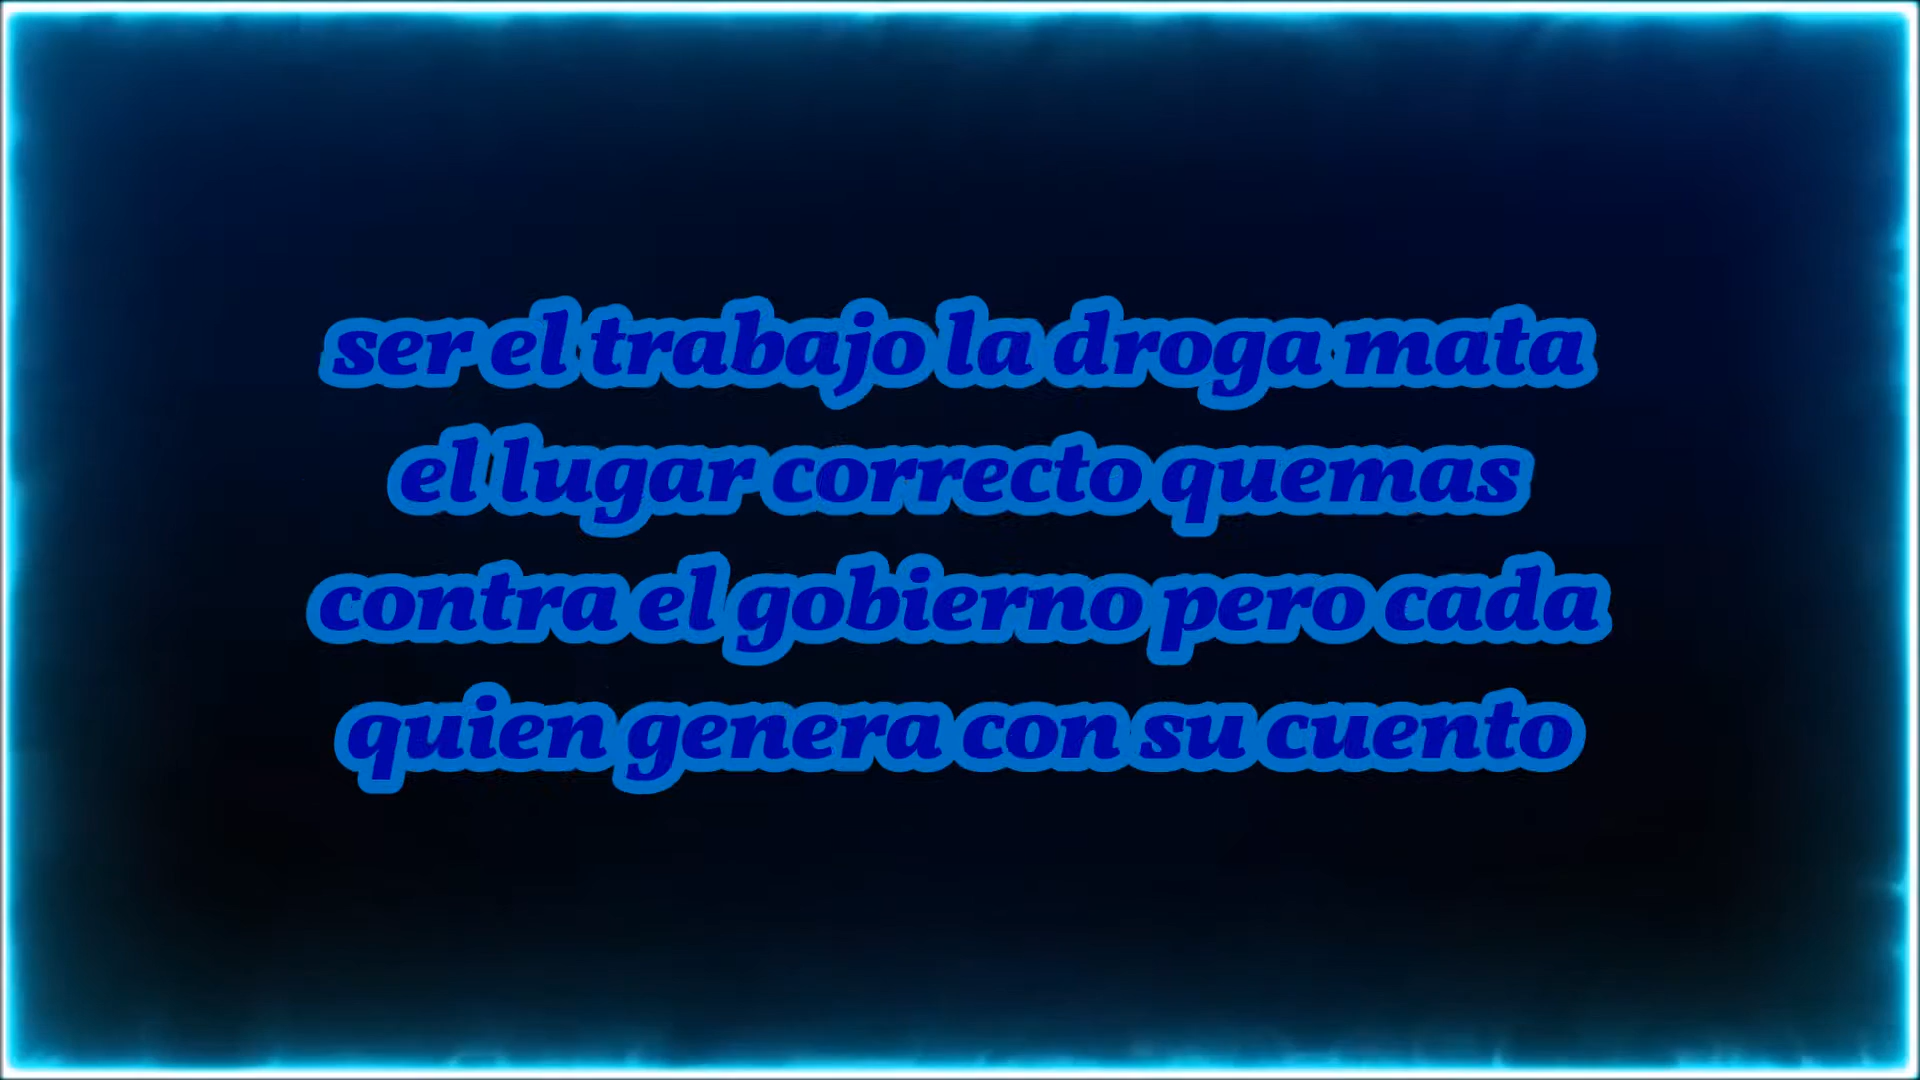 ser el trabajo la droga mata
el lugar correcto quemas
contra el gobierno pero cada
quien genera con su cuento